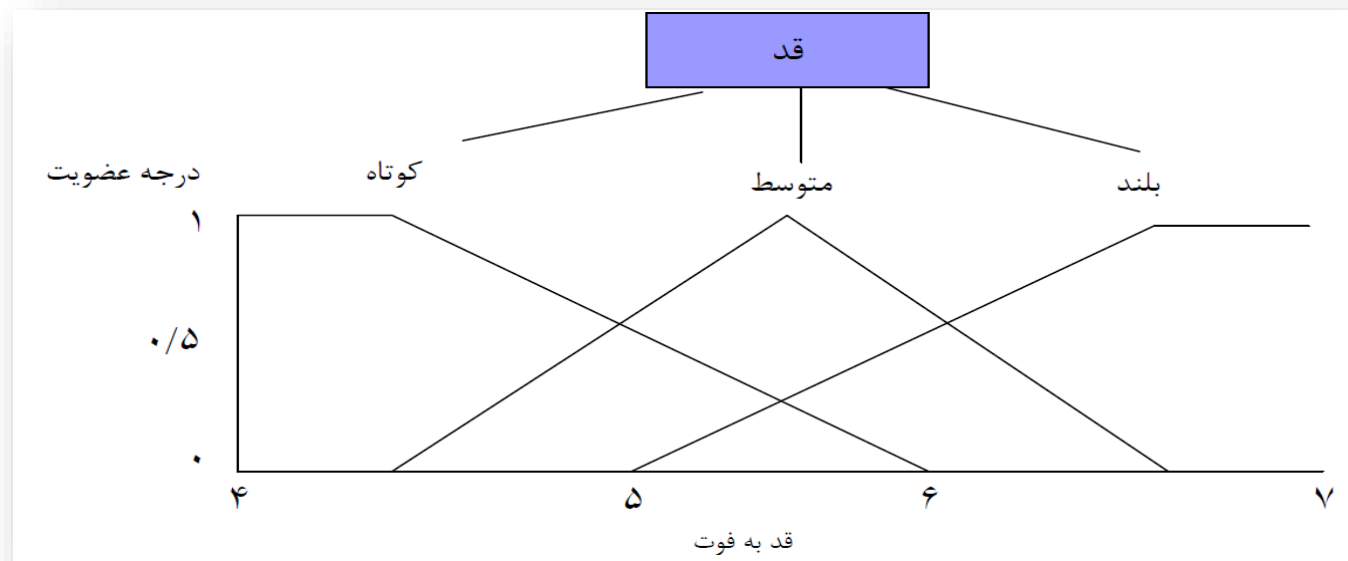 قد
کوتاه
متوسط
بلند
درجه عضویت
۱
۰/۵
۰
۴
۵
۶
۷
قد به فوت